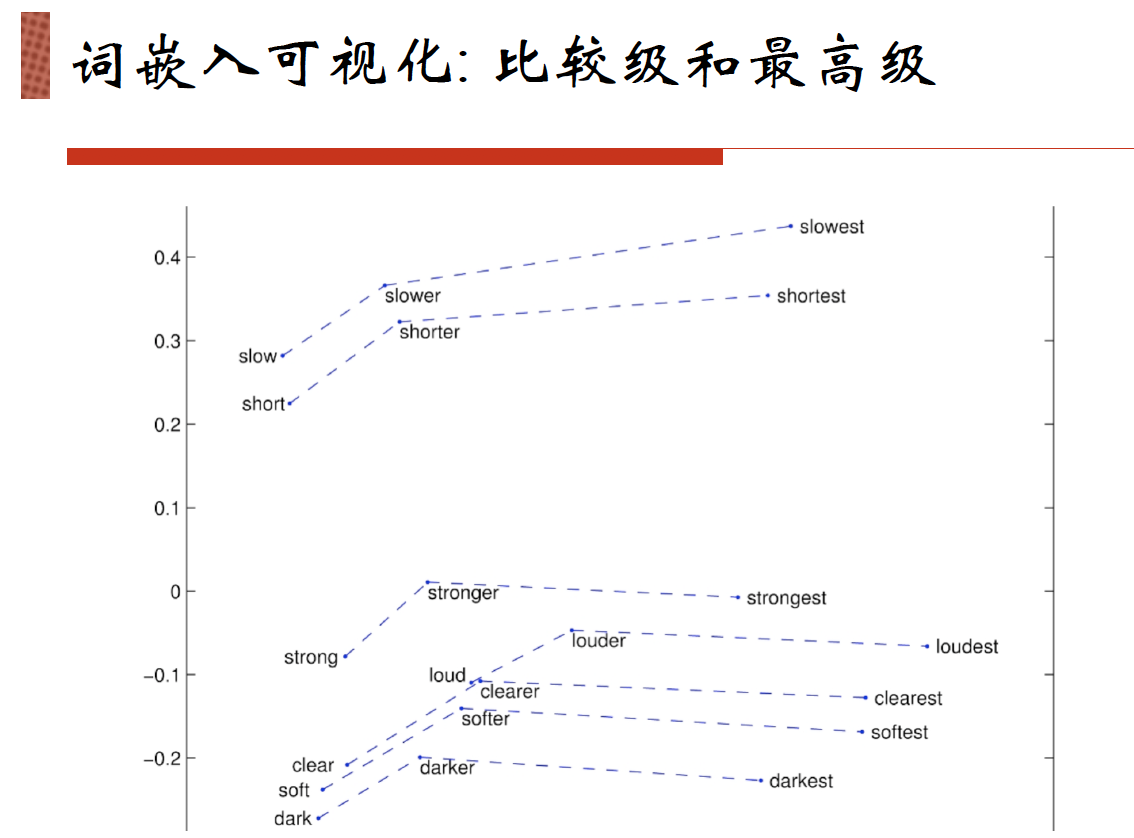 词嵌入可视化: 比较级和最高级
slowest
0.4
slower
shortest
0.3
shorter
slow
short
0.2
0.1
0
stronger
strongest
louder
loudest
strong
−0.1
loud
clearer
clearest
softer
softest
−0.2
clear
darker
darkest
soft
dark